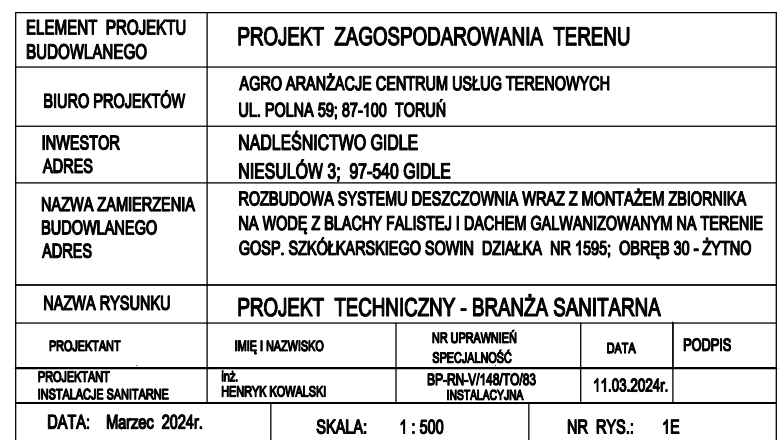 ELEMENT PROJEKTU
BUDOWLANEGO
PROJEKT ZAGOSPODAROWANIA TERENU
BIURO PROJEKTÓW
AGRO ARANŻACJE CENTRUM USŁUG TERENOWYCH
UL. POLNA 59; 87-100 TORUŃ
INWESTOR
ADRES
NADLEŚNICTWO GIDLE
NIESULÓW 3; 97-540 GIDLE
NAZWA ZAMIERZENIA
BUDOWLANEGO
ADRES
ROZBUDOWA SYSTEMU DESZCZOWNIA WRAZ Z MONTAŻEM ZBIORNIKA
NA WODĘ Z BLACHY FALISTEJ I DACHEM GALWANIZOWANYM NA TERENIE
GOSP. SZKÓŁKARSKIEGO SOWIN DZIAŁKA NR 1595; OBRĘB 30 - ŻYTNO
NAZWA RYSUNKU
PROJEKT TECHNICZNY - BRANŻA SANITARNA
PROJEKTANT
IMIĘ I NAZWISKO
NR UPRAWNIEŃ
SPECJALNOŚĆ
DATA
PODPIS
PROJEKTANT
INSTALACJE SANITARNE
inż.
HENRYK KOWALSKI
BP-RN-V/148/TO/83
INSTALACYJNA
11.03.2024r.
DATA: Marzec 2024r.
SKALA: 1 : 500
NR RYS.: 1E